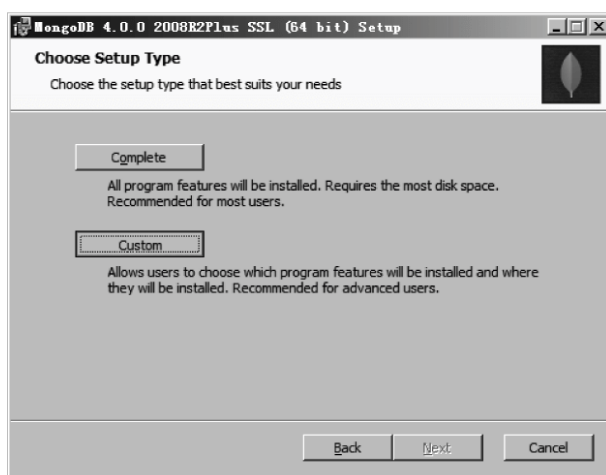 MongoDB 4.0.0 2008R2Plus SSL (64 bit) Setup
Choose Setup Type
Choose the setup type that best suits your needs
Complete
All program features will be installed. Requires the most disk space.
Recommended for most users.
Custom
Allows users to choose which program features will be installed and where
they will be installed. Recommended for advanced users.
Back Next Cancel